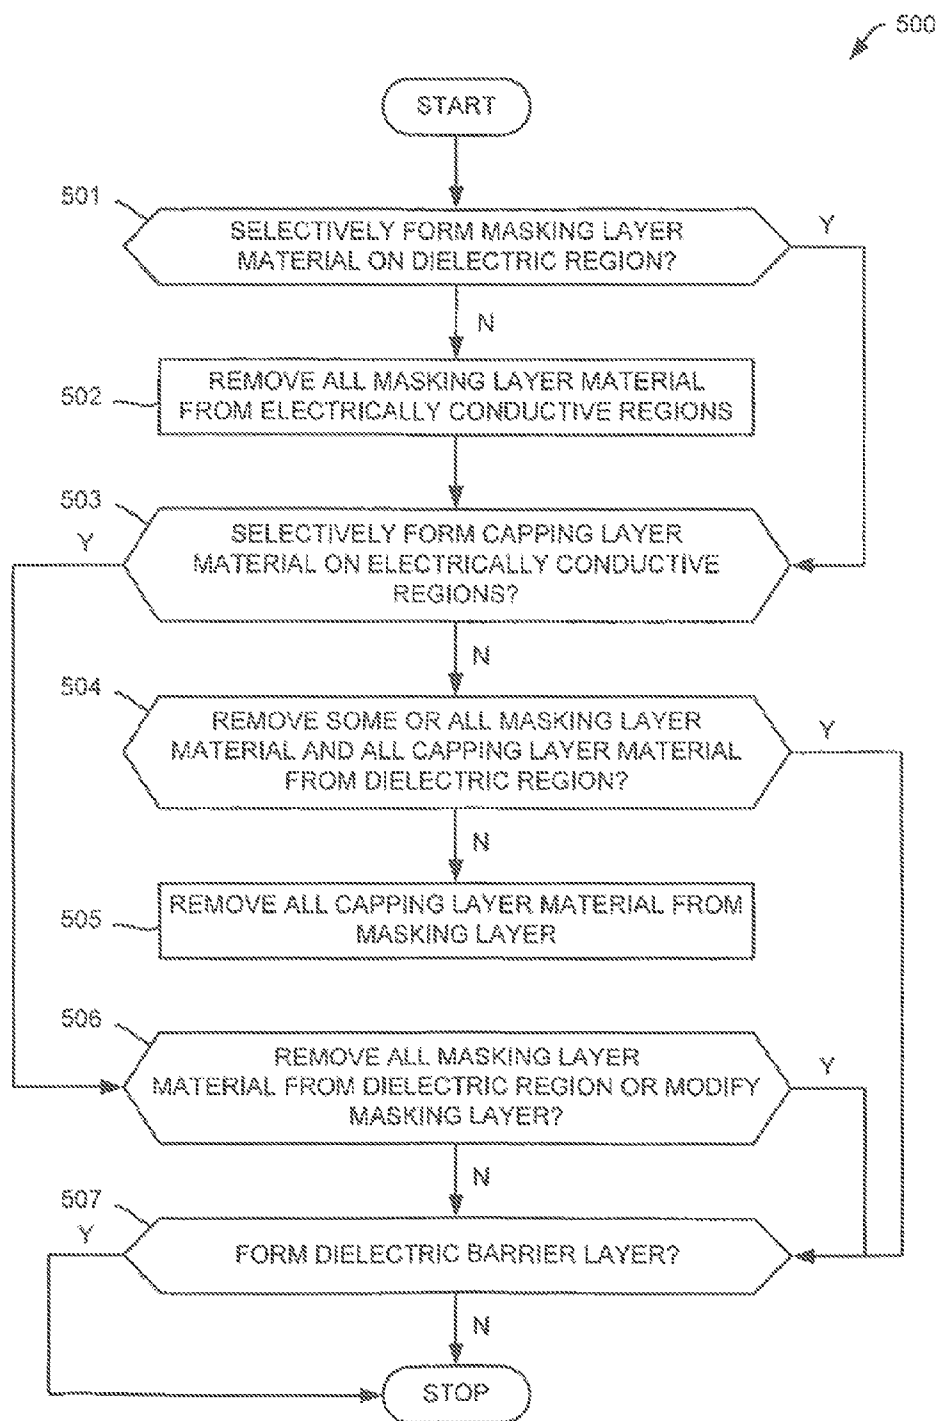 500
START
501
SELECTIVELY FORM MASKING LAYER
MATERIAL ON DIELECTRIC REGION?
Y
N
502
REMOVE ALL MASKING LAYER MATERIAL
FROM ELECTRICALLY CONDUCTIVE REGIONS
503
Y
SELECTIVELY FORM CAPPING LAYER
MATERIAL ON ELECTRICALLY CONDUCTIVE
REGIONS?
N
504
REMOVE SOME OR ALL MASKING LAYER
MATERIAL AND ALL CAPPING LAYER MATERIAL
FROM DIELECTRIC REGION?
Y
N
505
REMOVE ALL CAPPING LAYER MATERIAL FROM
MASKING LAYER
506
REMOVE ALL MASKING LAYER
MATERIAL FROM DIELECTRIC REGION OR MODIFY
MASKING LAYER?
Y
N
507
Y
FORM DIELECTRIC BARRIER LAYER?
N
STOP